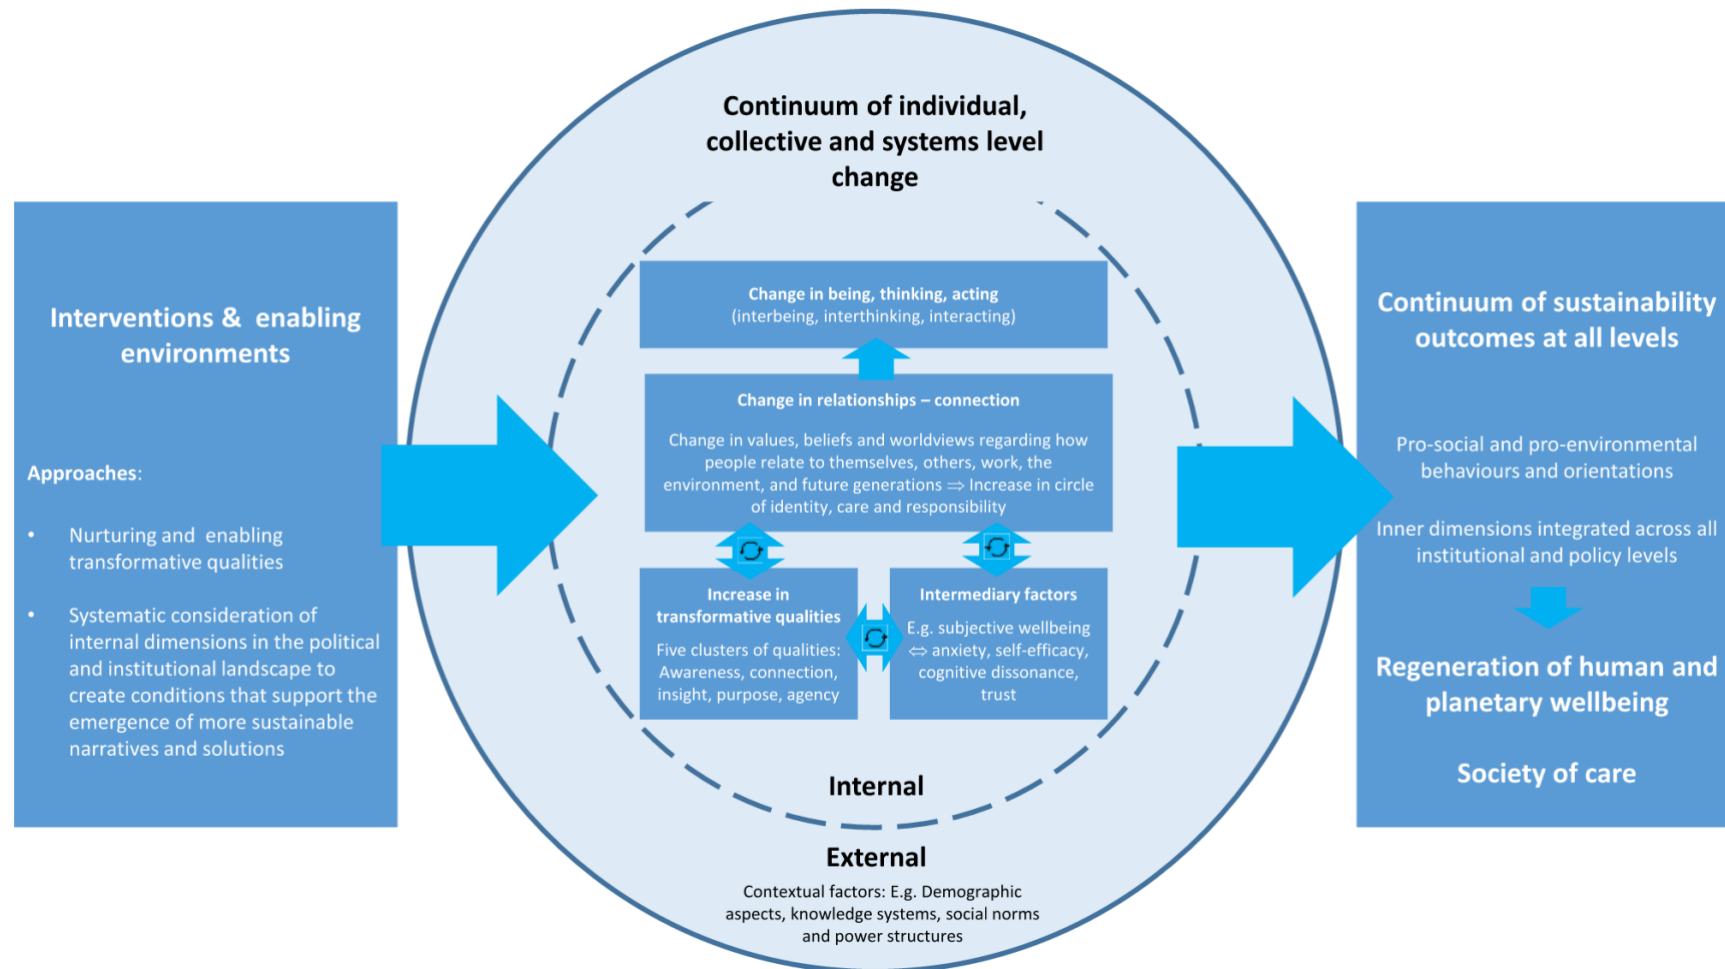 Continuum of individual,
collective and systems level
change
Interventions &  enabling
environments
Approaches:
• Nurturing and  enabling
transformative qualities
• Systematic consideration of
internal dimensions in the political
and institutional landscape to
create conditions that support the
emergence of more sustainable
narratives and solutions
Change in being, thinking, acting
(interbeing, interthinking, interacting)
Change in relationships – connection
Change in values, beliefs and worldviews regarding how
people relate to themselves, others, work, the
environment, and future generations ⇒ Increase in circle
of identity, care and responsibility
Increase in
transformative qualities
Five clusters of qualities:
Awareness, connection,
insight, purpose, agency
Intermediary factors
E.g. subjective wellbeing
⇔ anxiety, self-efficacy,
cognitive dissonance,
trust
Internal
External
Contextual factors: E.g. Demographic
aspects, knowledge systems, social norms
and power structures
Continuum of sustainability
outcomes at all levels
Pro-social and pro-environmental
behaviours and orientations
Inner dimensions integrated across all
institutional and policy levels
Regeneration of human and
planetary wellbeing
Society of care